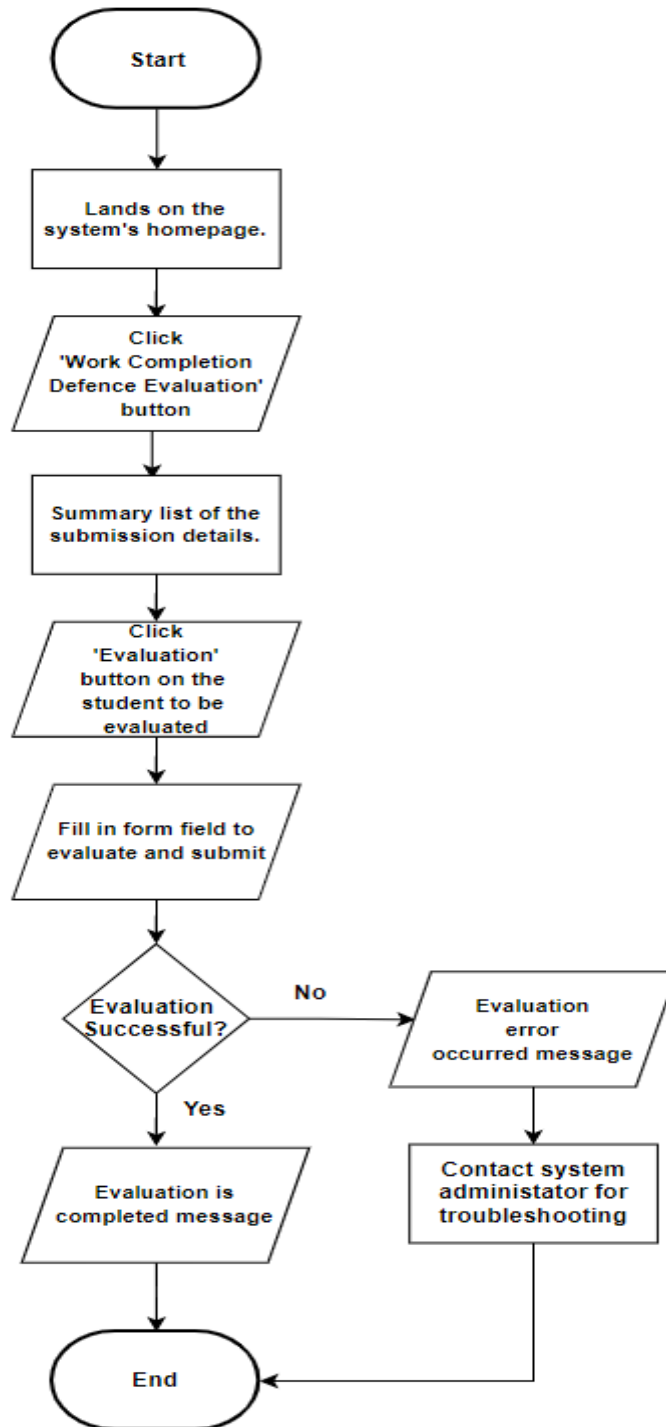 Start
Lands on the
system's homepage.
Click
'Work Completion
Defence Evaluation'
button
Summary list of the
submission details.
Click
'Evaluation'
button on the
student to be
evaluated
Fill in form field to
evaluate and submit
Evaluation
Successful?
No
Evaluation
error
occurred message
Yes
Evaluation is
completed message
Contact system
administator for
troubleshooting
End